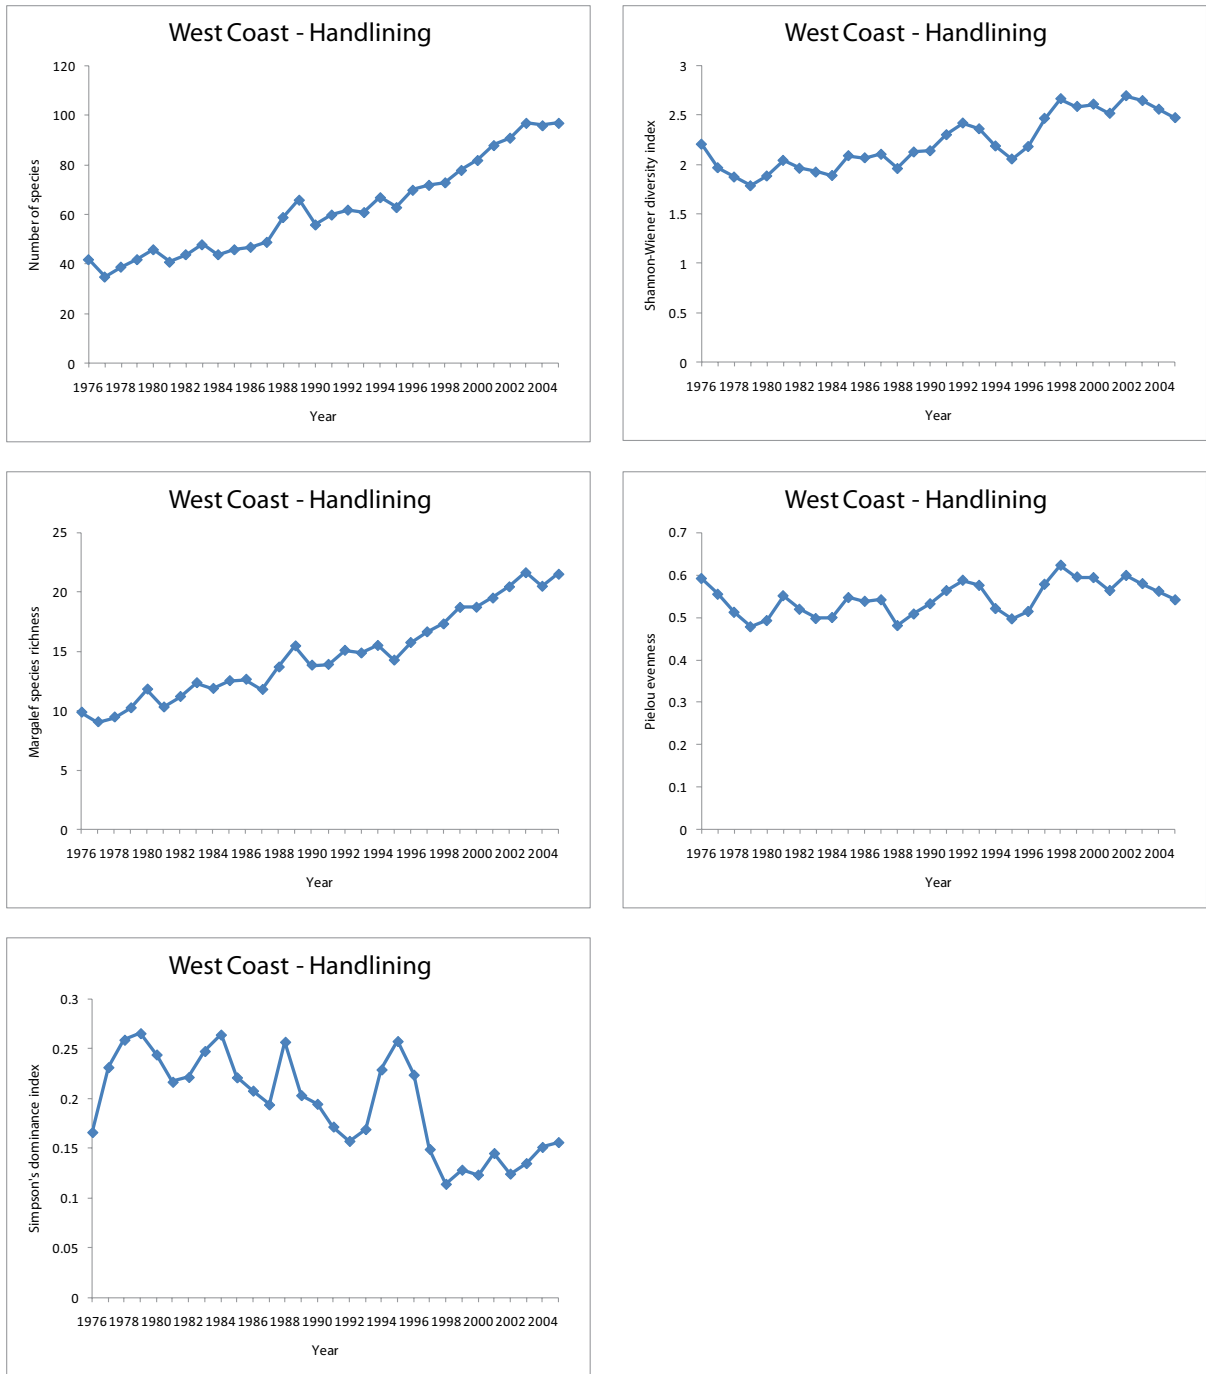 West Coast - Handlining
120
100
80
60
40
20
0
Number of species
1976 1978 1980 1982 1984 1986 1988 1990 1992 1994 1996 1998 2000 2002 2004
Year
West Coast - Handlining
3
2.5
2
1.5
1
0.5
0
Shannon-Wiener diversity index
1976 1978 1980 1982 1984 1986 1988 1990 1992 1994 1996 1998 2000 2002 2004
Year
West Coast - Handlining
25
20
15
10
5
0
Margalef species richness
1976 1978 1980 1982 1984 1986 1988 1990 1992 1994 1996 1998 2000 2002 2004
Year
West Coast - Handlining
0.7
0.6
0.5
0.4
0.3
0.2
0.1
0
Pielou evenness
1976 1978 1980 1982 1984 1986 1988 1990 1992 1994 1996 1998 2000 2002 2004
Year
West Coast - Handlining
0.3
0.25
0.2
0.15
0.1
0.05
0
Simpson's dominance index
1976 1978 1980 1982 1984 1986 1988 1990 1992 1994 1996 1998 2000 2002 2004
Year